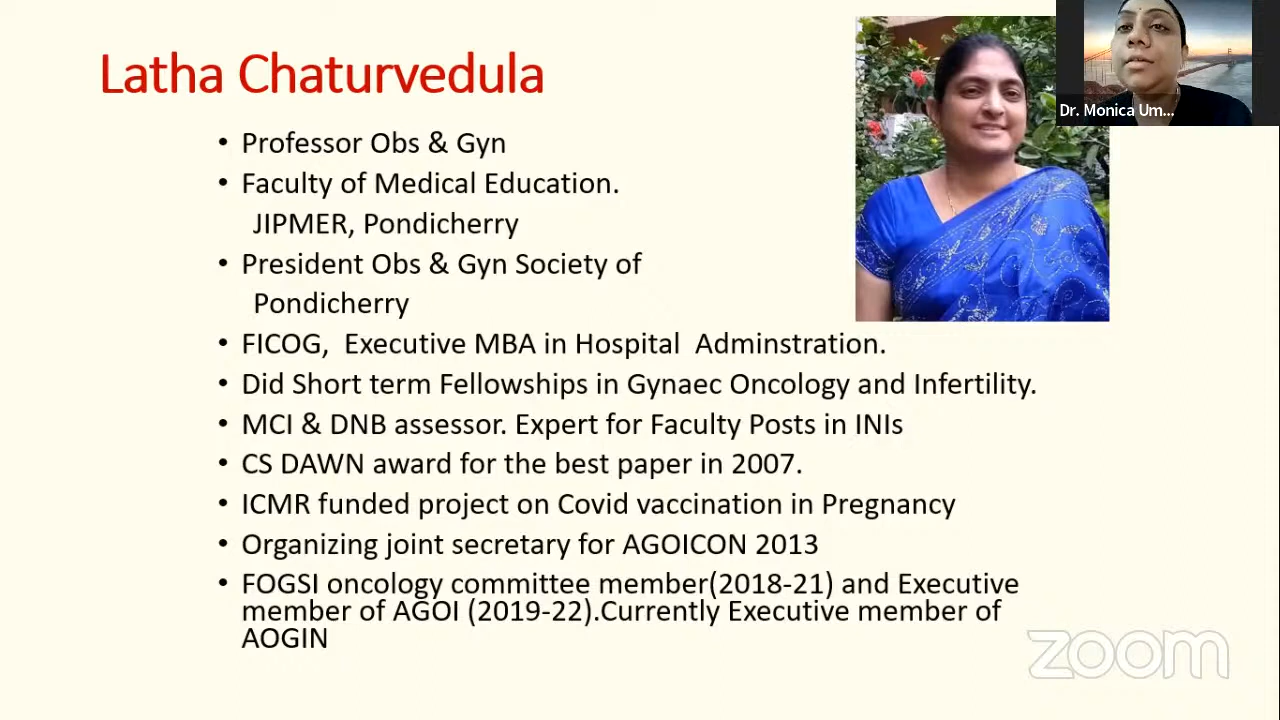 Latha Chaturvedula
Dr. Monica Um...
• Professor Obs & Gyn
• Faculty of Medical Education.
JIPMER, Pondicherry
• President Obs & Gyn Society of
Pondicherry
• FICOG, Executive MBA in Hospital Adminstration.
• Did Short term Fellowships in Gynaec Oncology and Infertility.
• MCI & DNB assessor. Expert for Faculty Posts in INIs
• CS DAWN award for the best paper in 2007.
• ICMR funded project on Covid vaccination in Pregnancy
• Organizing joint secretary for AGOICON 2013
• FOGSI oncology committee member(2018-21) and Executive
member of AGOI (2019-22).Currently Executive member of
AOGIN
zoom